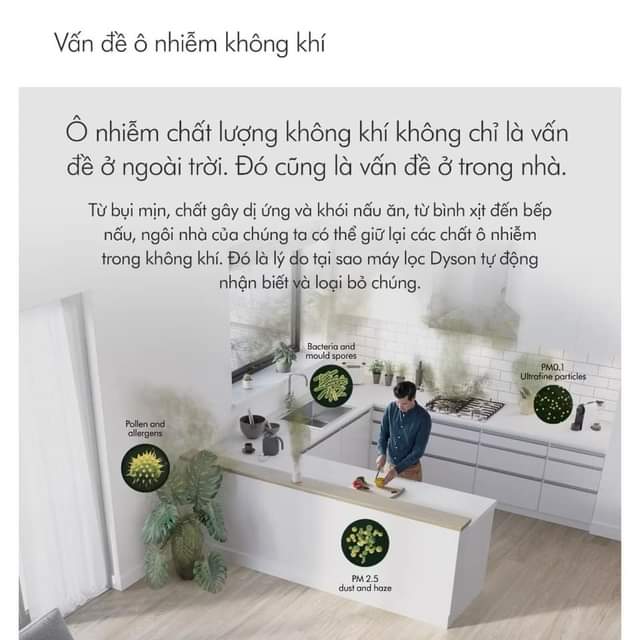 Vấn đề ô nhiễm không khí
Ô nhiễm chất lượng không khí không chỉ là vấn
đề ở ngoài trời. Đó cũng là vấn đề ở trong nhà.
Từ bụi mịn, chất gây dị ứng và khói nấu ăn, từ bình xịt đến bếp
nấu, ngôi nhà của chúng ta có thể giữ lại các chất ô nhiễm
trong không khí. Đó là lý do tại sao máy lọc Dyson tự động
nhận biết và loại bỏ chúng.
Bacteria and
mould spores
PM0.1
Ultrafine particles
Pollen and
allergens
PM 2.5
dust and haze